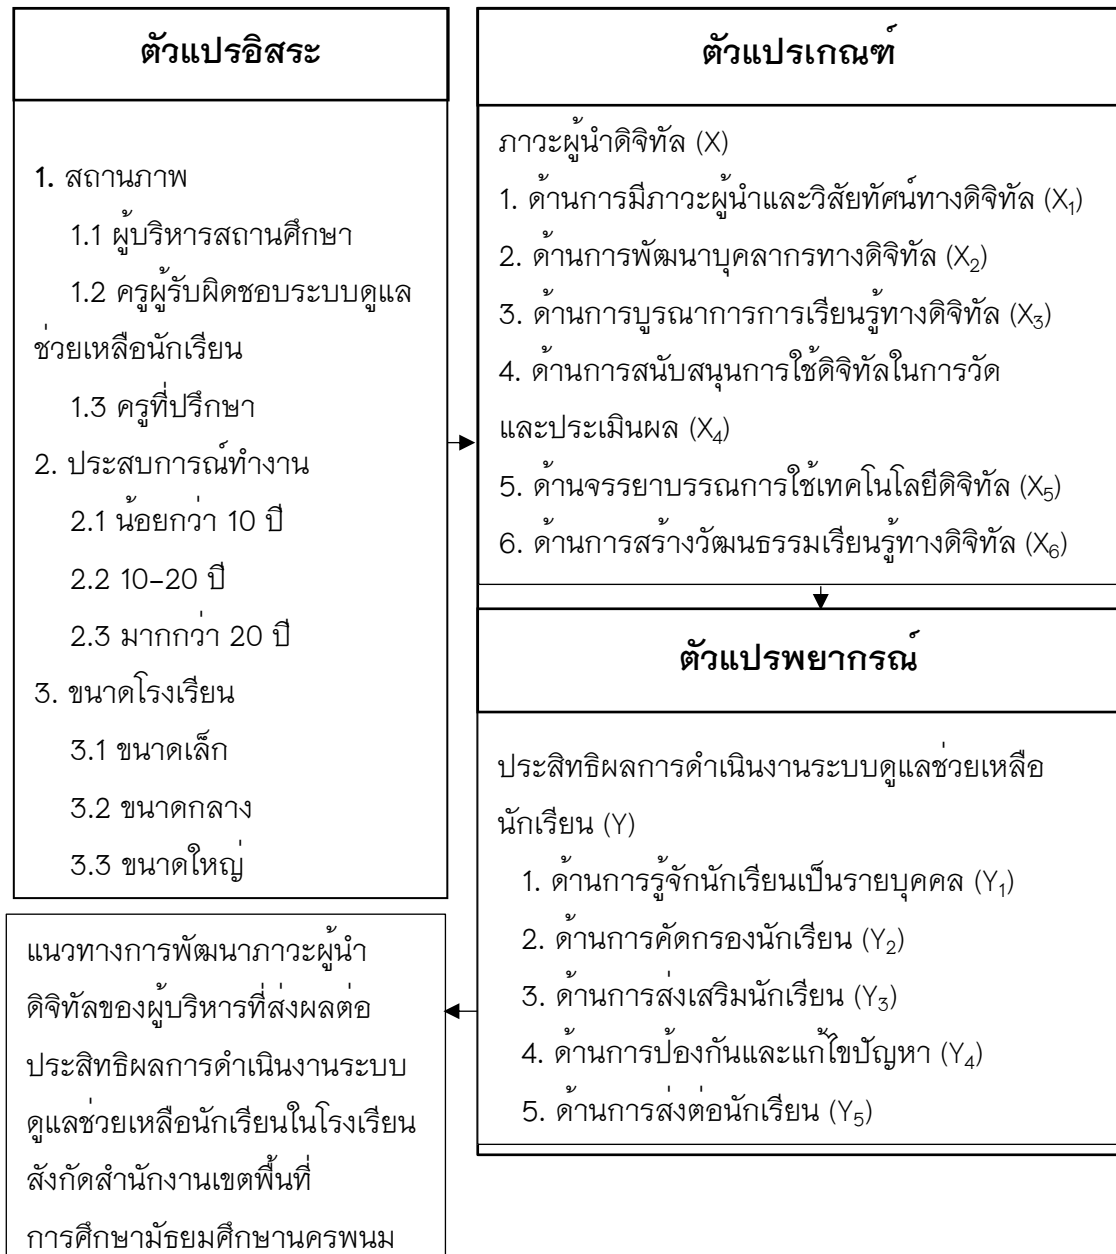 ตัวแปรอิสระ
1. สถานภาพ
1.1 ผู้บริหารสถานศึกษา
1.2 ครูผู้รับผิดชอบระบบดูแล
ช่วยเหลือนักเรียน
1.3 ครูที่ปรึกษา
2. ประสบการณ์ทำงาน
2.1 น้อยกว่า 10 ปี
2.2 10–20 ปี
2.3 มากกว่า 20 ปี
3. ขนาดโรงเรียน
3.1 ขนาดเล็ก
3.2 ขนาดกลาง
3.3 ขนาดใหญ่
ตัวแปรเกณฑ์
ภาวะผู้นำดิจิทัล (X)
1. ด้านการมีภาวะผู้นำและวิสัยทัศน์ทางดิจิทัล (X₁)
2. ด้านการพัฒนาบุคลากรทางดิจิทัล (X₂)
3. ด้านการบูรณาการการเรียนรู้ทางดิจิทัล (X₃)
4. ด้านการสนับสนุนการใช้ดิจิทัลในการวัด
และประเมินผล (X₄)
5. ด้านจรรยาบรรณการใช้เทคโนโลยีดิจิทัล (X₅)
6. ด้านการสร้างวัฒนธรรมเรียนรู้ทางดิจิทัล (X₆)
ตัวแปรพยากรณ์
ประสิทธิผลการดำเนินงานระบบดูแลช่วยเหลือ
นักเรียน (Y)
1. ด้านการรู้จักนักเรียนเป็นรายบุคคล (Y₁)
2. ด้านการคัดกรองนักเรียน (Y₂)
3. ด้านการส่งเสริมนักเรียน (Y₃)
4. ด้านการป้องกันและแก้ไขปัญหา (Y₄)
5. ด้านการส่งต่อนักเรียน (Y₅)
แนวทางการพัฒนาภาวะผู้นำ
ดิจิทัลของผู้บริหารที่ส่งผลต่อ
ประสิทธิผลการดำเนินงานระบบ
ดูแลช่วยเหลือนักเรียนในโรงเรียน
สังกัดสำนักงานเขตพื้นที่
การศึกษามัธยมศึกษานครพนม